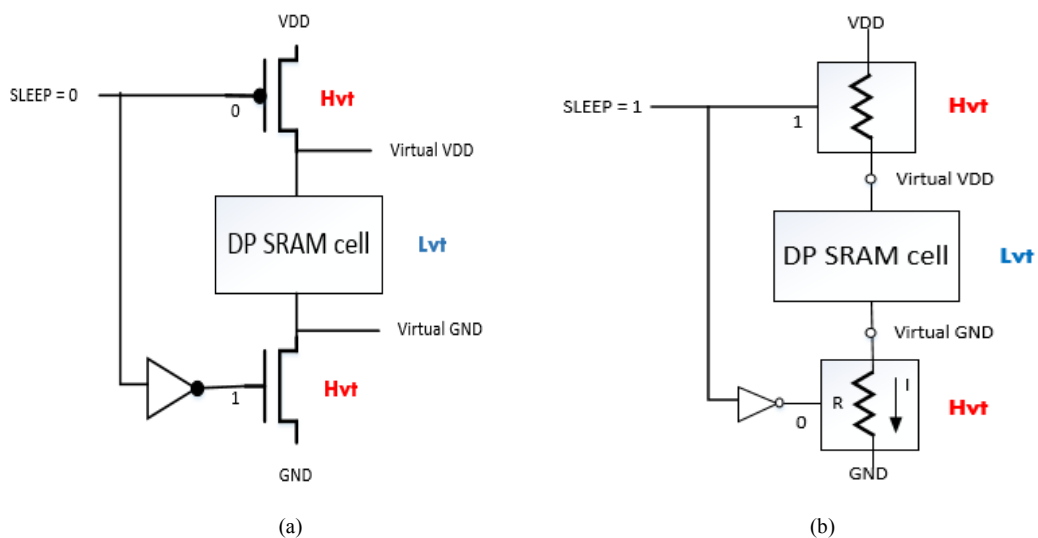 VDD
SLEEP = 0
0
Hvt
Virtual VDD
DP SRAM cell
Lvt
Virtual GND
1
Hvt
GND
(a)
VDD
SLEEP = 1
1
Hvt
Virtual VDD
DP SRAM cell
Lvt
Virtual GND
R
I
0
Hvt
GND
(b)